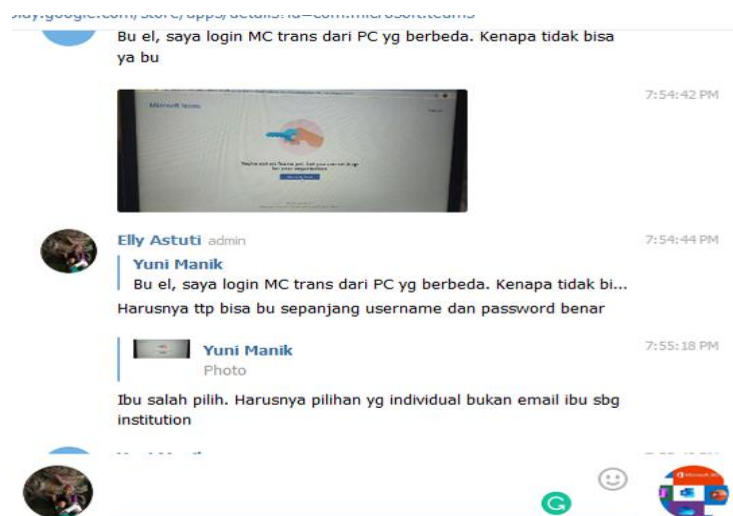 Bu el, saya login MC trans dari PC yg berbeda. Kenapa tidak bisa
ya bu
7:54:42 PM
Microsoft Teams
Elly Astuti admin
7:54:44 PM
Yuni Manik
Bu el, saya login MC trans dari PC yg berbeda. Kenapa tidak bi...
Harusnya ttp bisa bu sepanjang username dan password benar
Yuni Manik
7:55:18 PM
Photo
Ibu salah pilih. Harusnya pilihan yg individual bukan email ibu sbg
institution